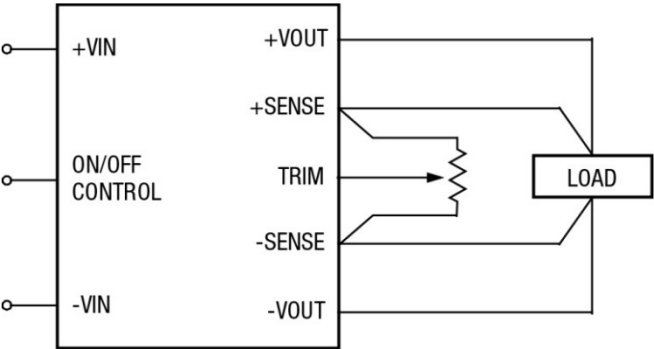 +VIN
ON/OFF
CONTROL
-VIN
+VOUT
+SENSE
TRIM
-SENSE
-VOUT
LOAD